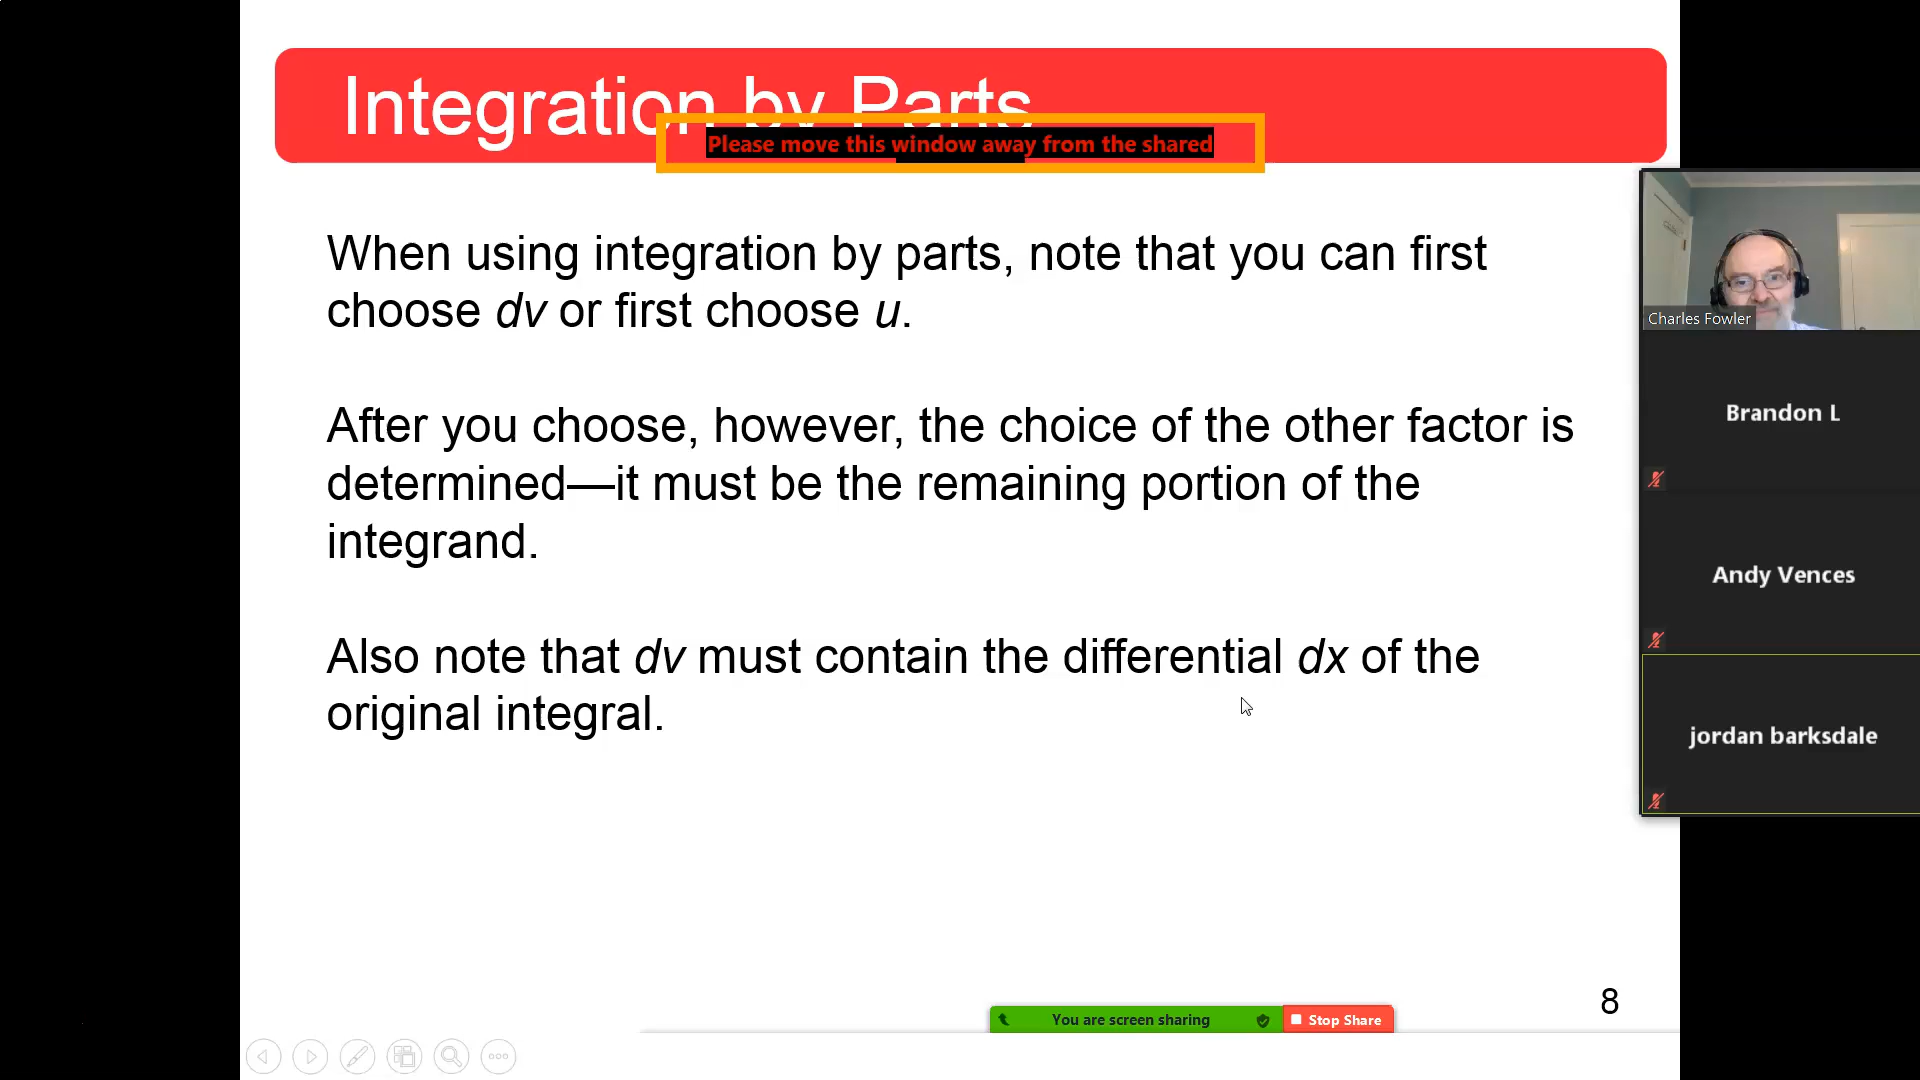 Integration by Parts
Please move this window away from the shared
When using integration by parts, note that you can first
choose dv or first choose u.
After you choose, however, the choice of the other factor is
determined—it must be the remaining portion of the
integrand.
Also note that dv must contain the differential dx of the
original integral.
Charles Fowler
Brandon L
Andy Vences
jordan barksdale
8
You are screen sharing
Stop Share